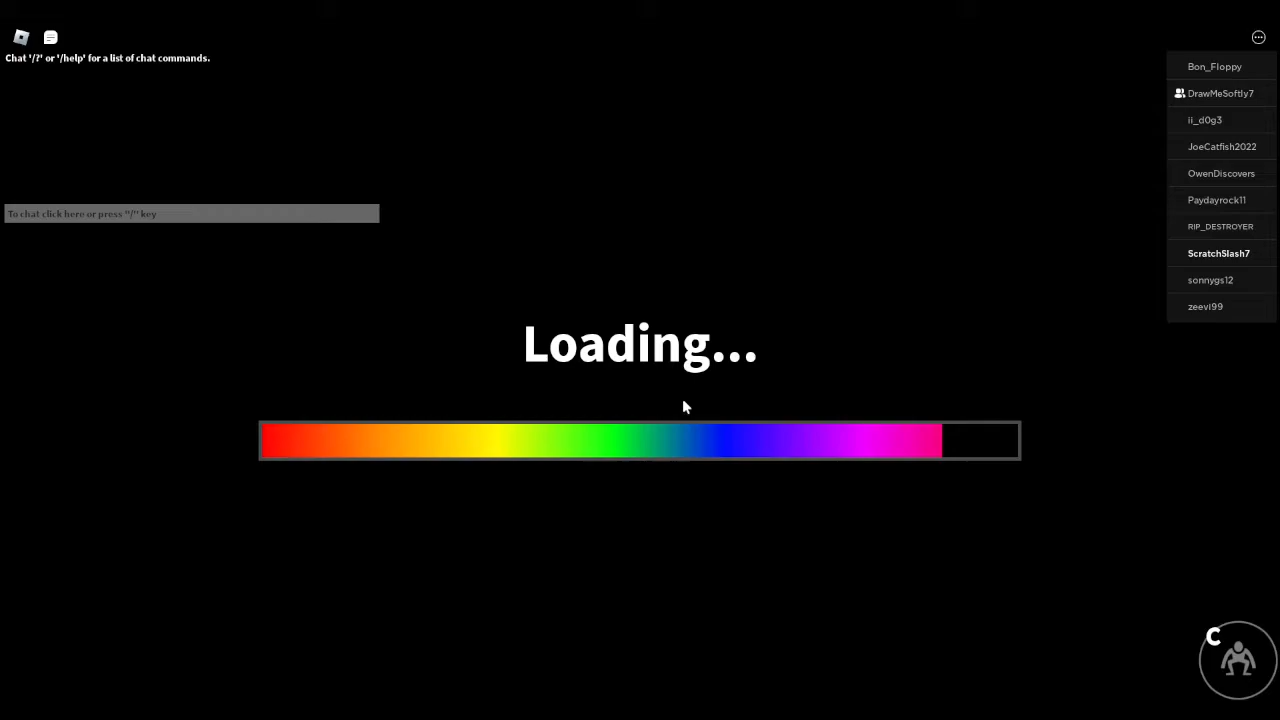 Chat '/?' or '/help' for a list of chat commands.
To chat click here or press "/" key
Loading...
Bon_Floppy
DrawMeSoftly7
ii_d0g3
JoeCatfish2022
OwenDiscovers
Paydayrock11
RIP_DESTROYER
ScratchSlash7
sonnygs12
zeevi99
C